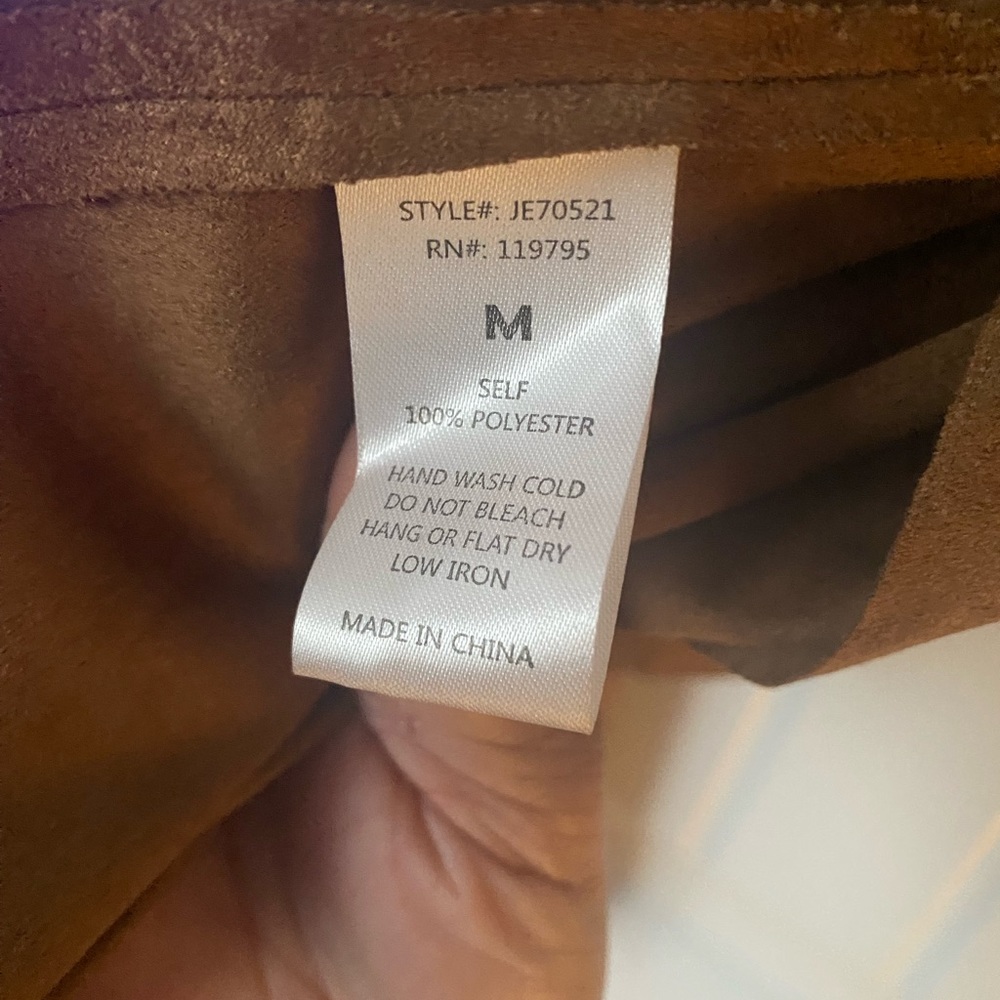 STYLE#: JE70521
RN#: 119795
M
SELF
100% POLYESTER
HAND WASH COLD
DO NOT BLEACH
HANG OR FLAT DRY
LOW IRON
MADE IN CHINA